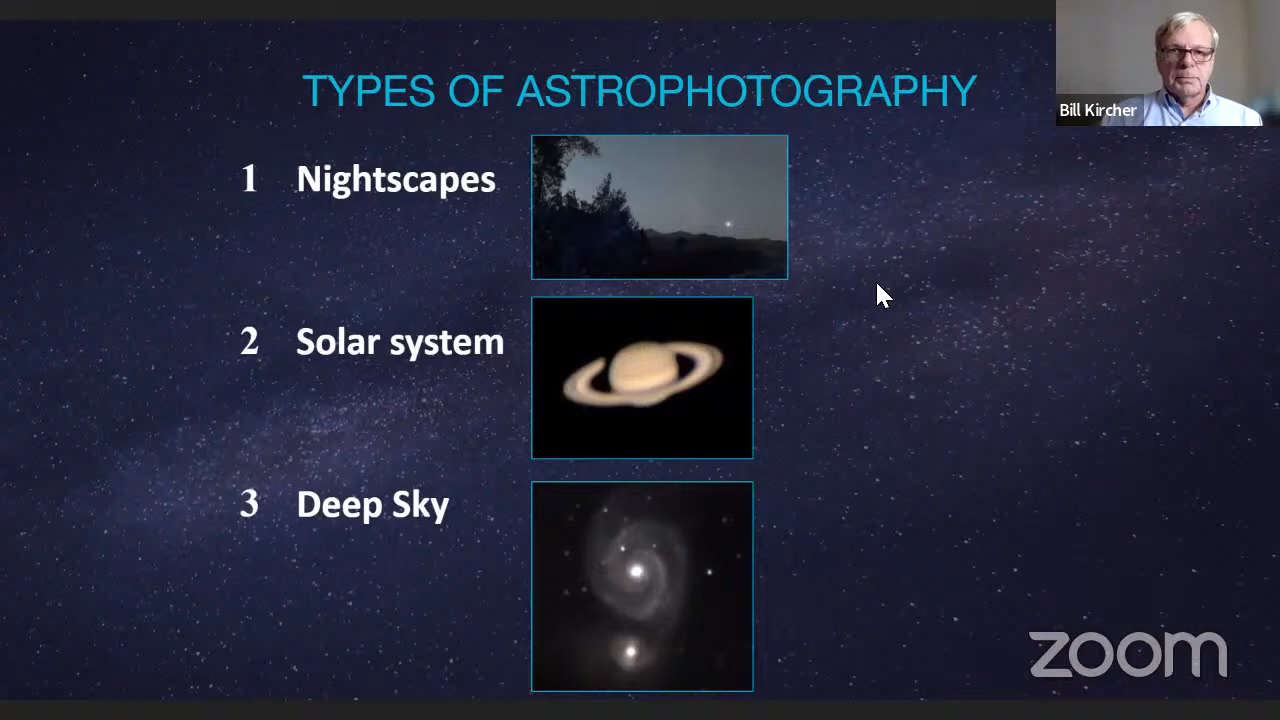 TYPES OF ASTROPHOTOGRAPHY
Bill Kircher
1 Nightscapes
2 Solar system
3 Deep Sky
zoom